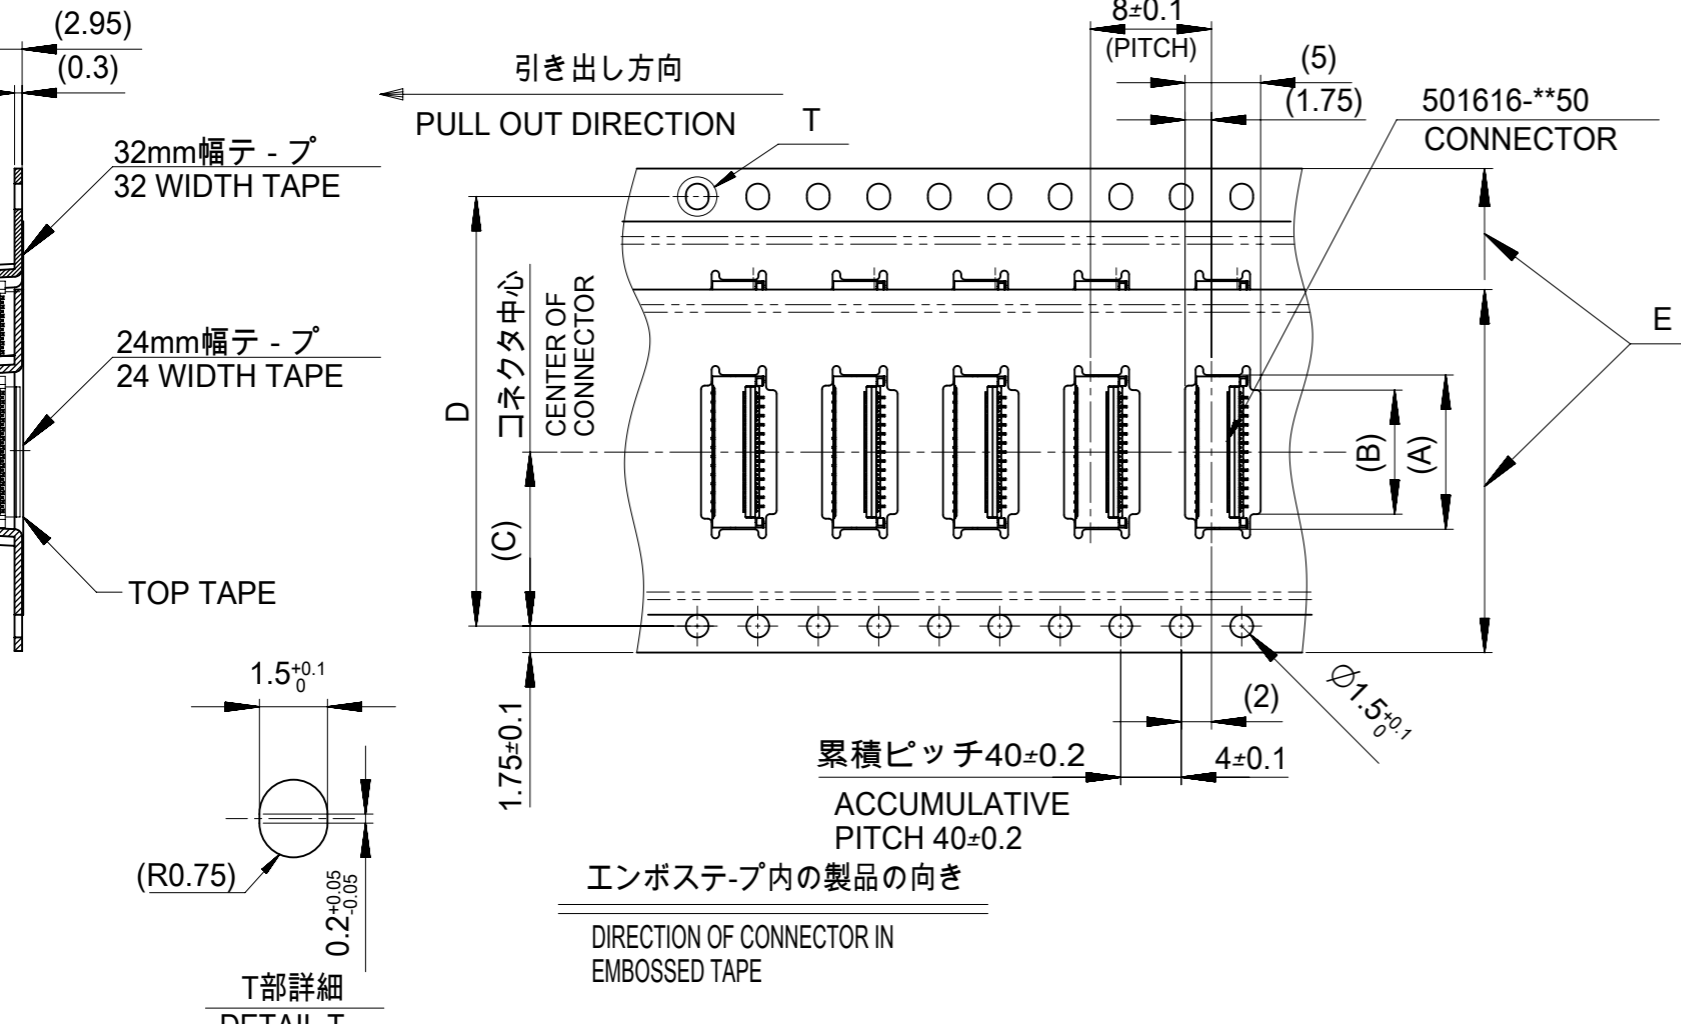 (2.95)
(0.3)
32mm幅テ-プ
32 WIDTH TAPE
24mm幅テ-プ
24 WIDTH TAPE
TOP TAPE
引き出し方向
PULL OUT DIRECTION
T
8±0.1
(PITCH)
(5)
(1.75)
501616-**50
CONNECTOR
E
D
コネクタ中心
CENTER OF
CONNECTOR
(C)
(B)
(A)
1.75±0.1
(2)
4±0.1
∅1.5+0.1 0
累積ピッチ40±0.2
ACCUMULATIVE
PITCH 40±0.2
エンボステ-プ内の製品の向き
DIRECTION OF CONNECTOR IN
EMBOSSED TAPE
1.5+0.1 0
(R0.75)
0.2+0.05 -0.05
T部詳細
DETAIL T